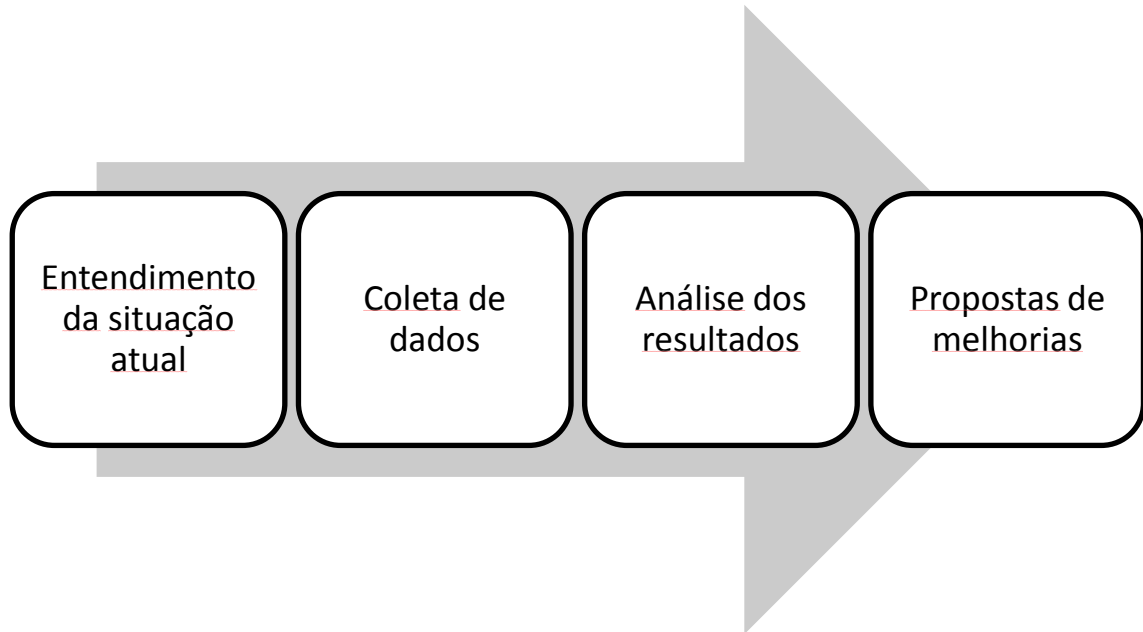 Entendimento
da situação
atual
Coleta de
dados
Análise dos
resultados
Propostas de
melhorias